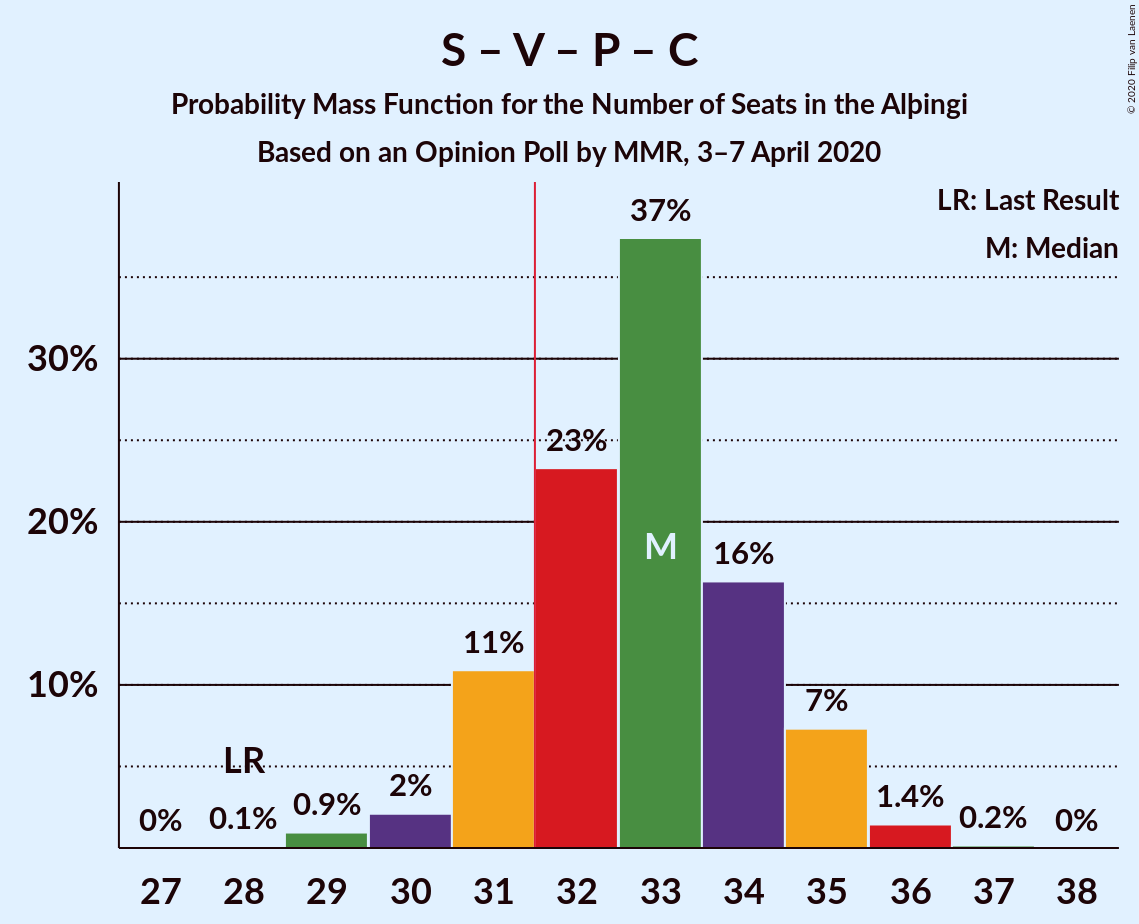 S – V – P – C
Probability Mass Function for the Number of Seats in the Alþingi
Based on an Opinion Poll by MMR, 3–7 April 2020
© 2020 Filip van Laenen
LR: Last Result
M: Median
30%
20%
10%
0%
0.1%
0.9%
2%
11%
23%
37%
16%
7%
1.4%
0.2%
0%
LR
M
27 28 29 30 31 32 33 34 35 36 37 38